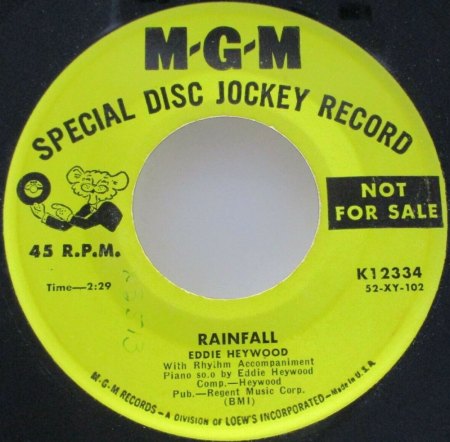 M-G-M
SPECIAL DISC JOCKEY RECORD
NOT
FOR SALE
45 R.P.M.
Time—2:29
K12334
52-XY-102
RAINFALL
EDDIE HEYWOOD
With Rhythm Accompaniment
Piano so.o by Eddie Heywood
Comp.—Heywood
Pub.—Regent Music Corp.
(BMI)
M-G-M RECORDS — A DIVISION OF LOEW'S INCORPORATED — Made in U.S.A